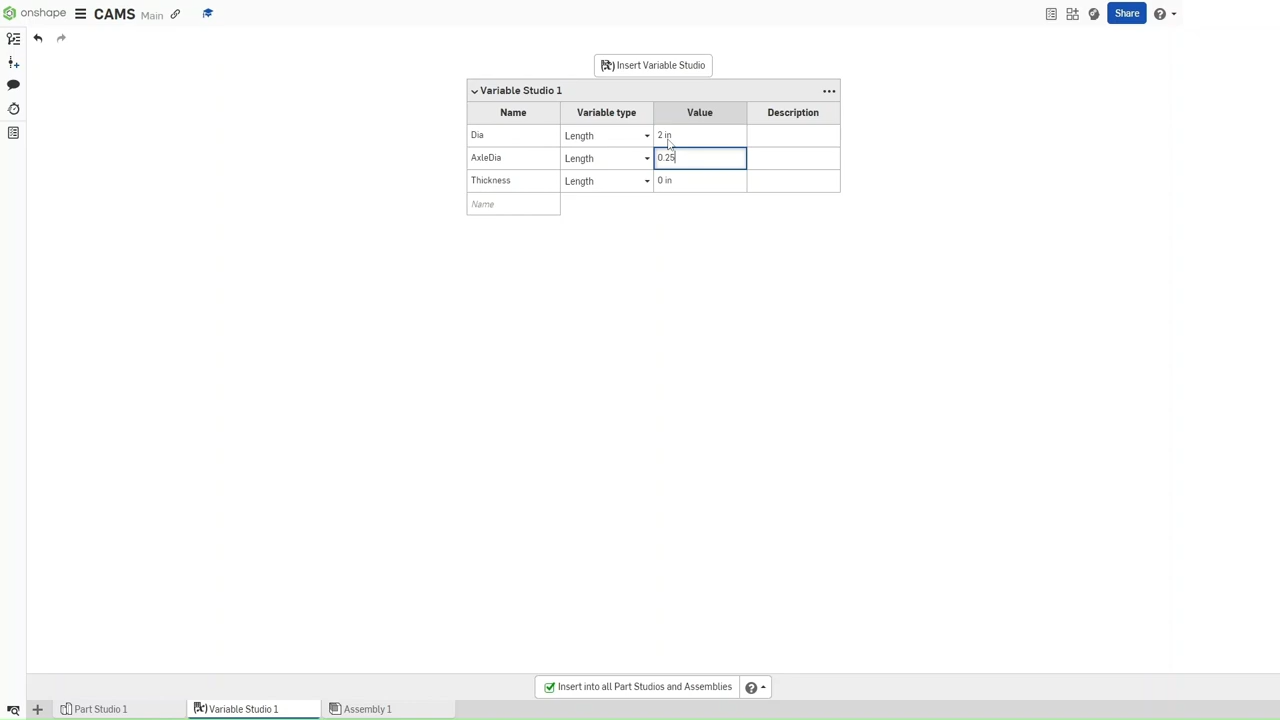 onshape CAMS Main Share
Insert Variable Studio
Variable Studio 1
Name Variable type Value Description
Dia Length 2 in
AxleDia Length 0.25
Thickness Length 0 in
Name
Insert into all Part Studios and Assemblies
Part Studio 1 Variable Studio 1 Assembly 1